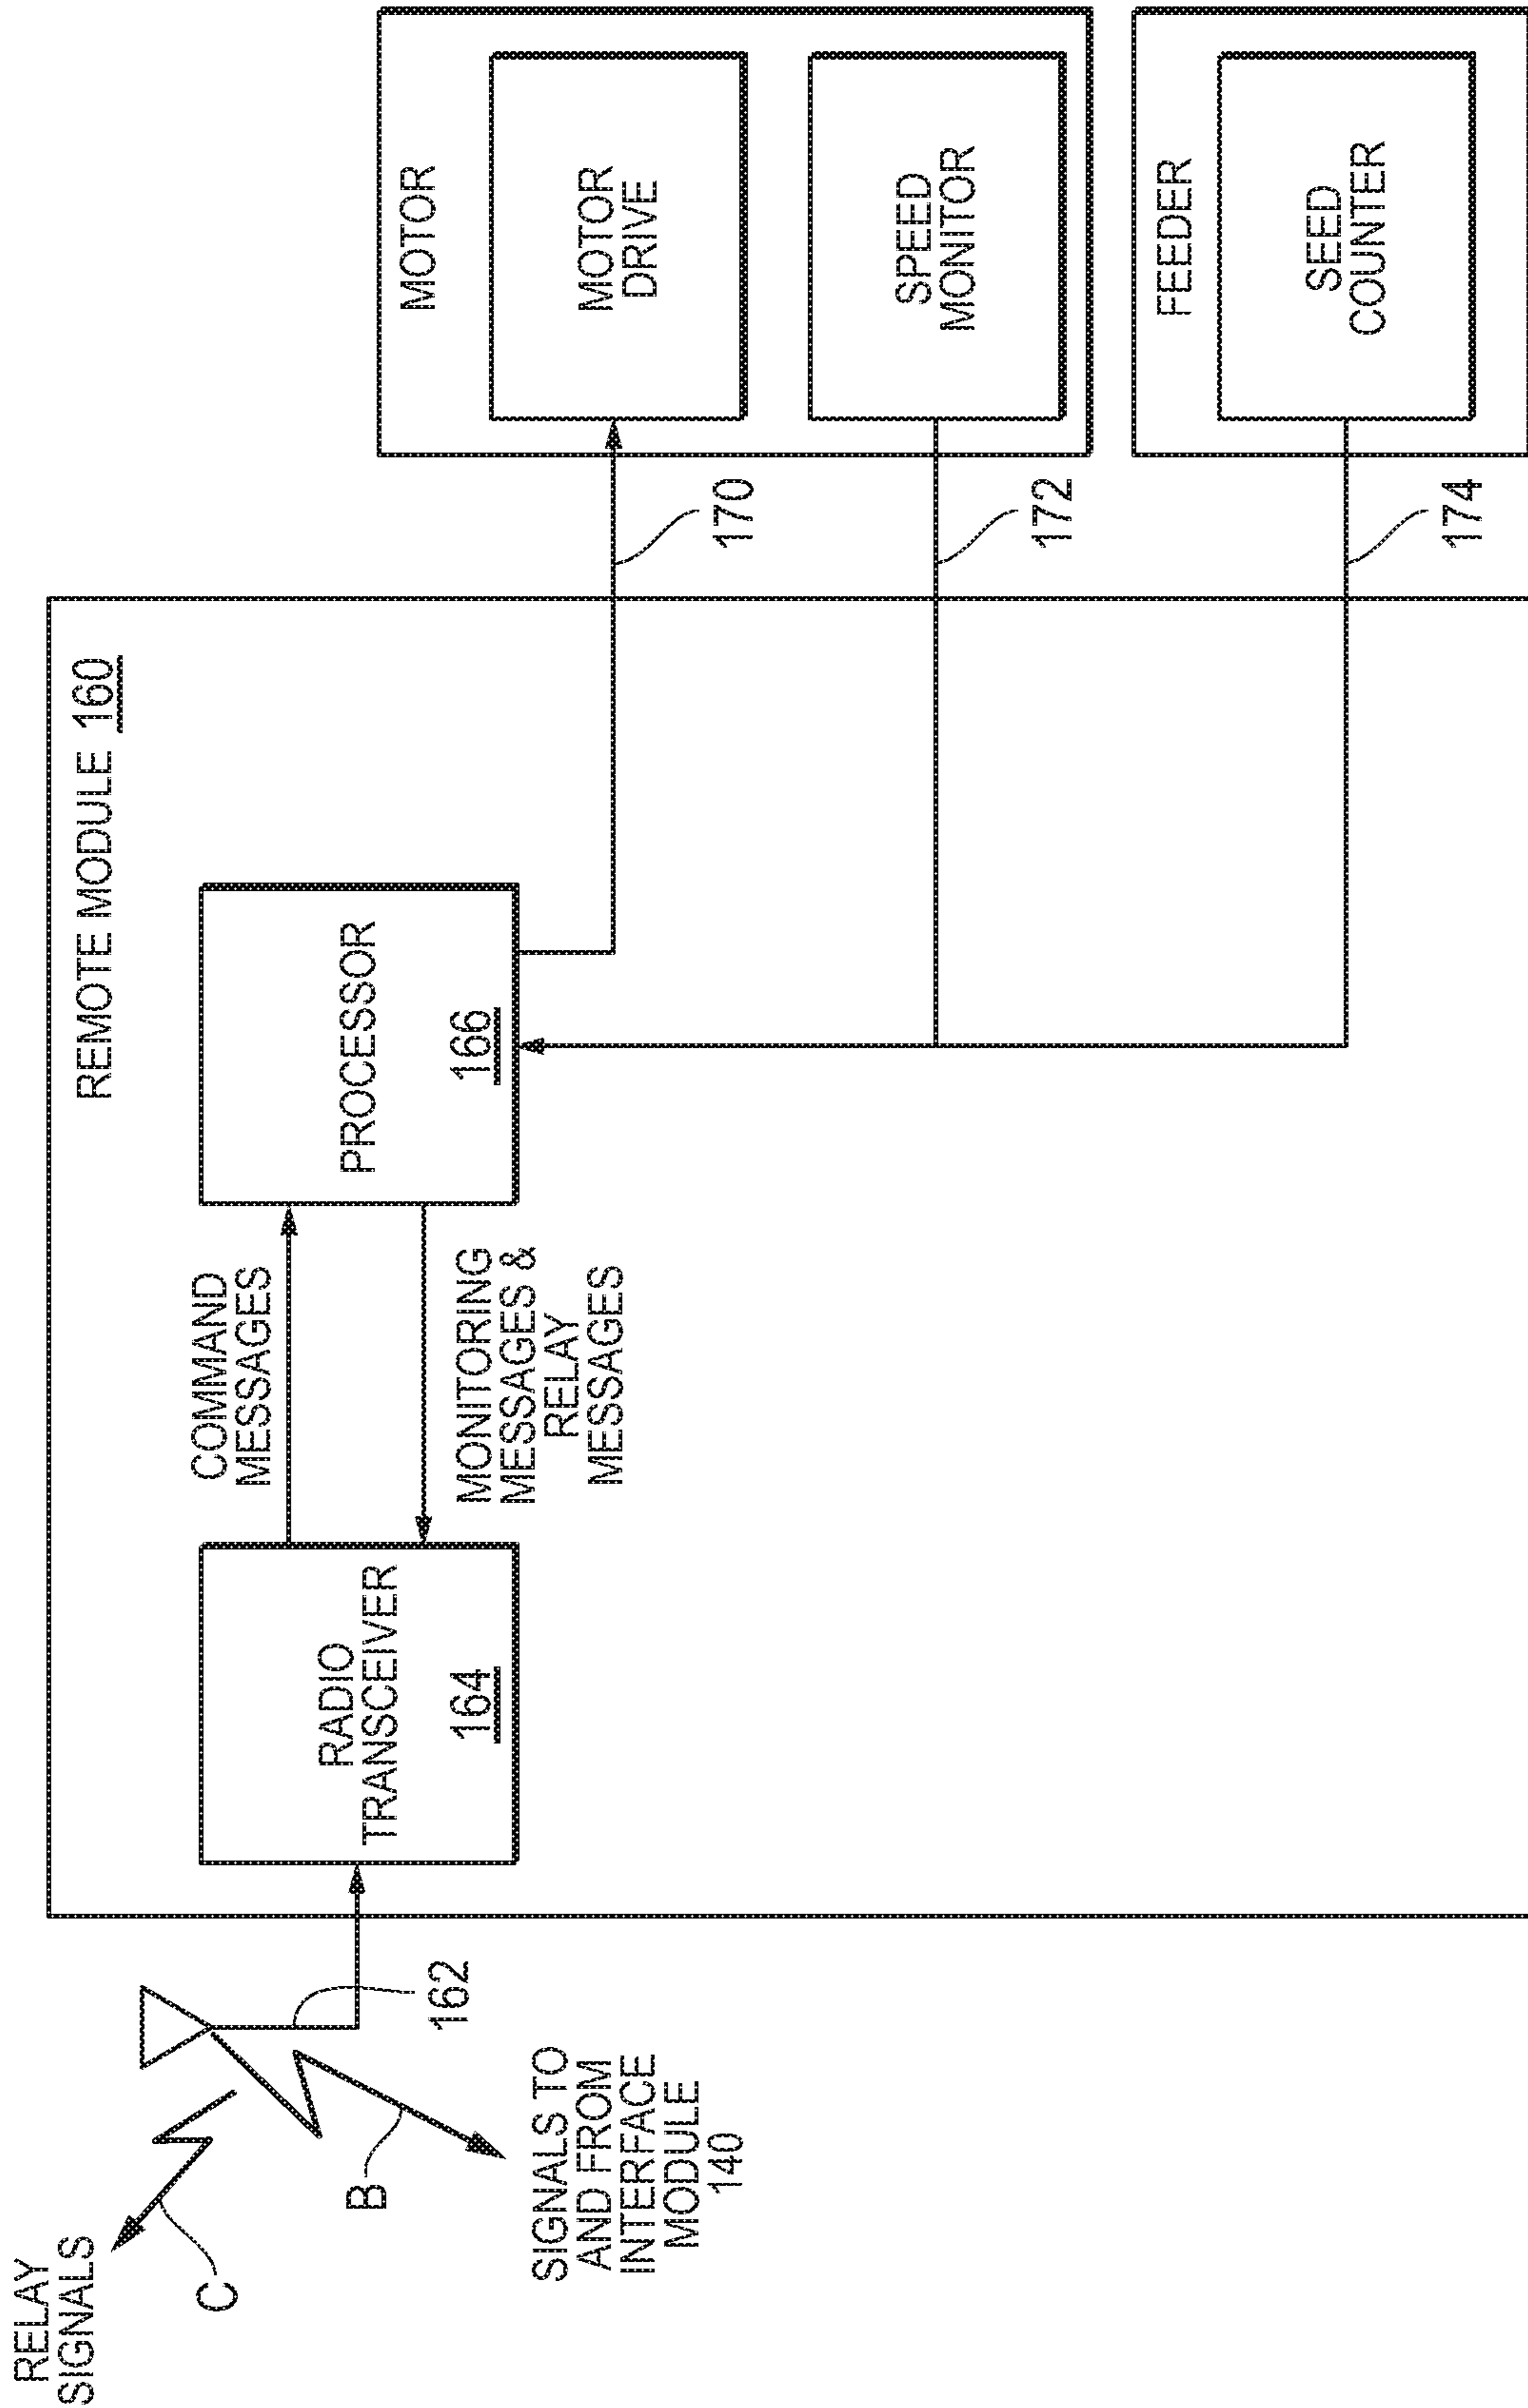 RELAY
SIGNALS
C
B
SIGNALS TO
AND FROM
INTERFACE
MODULE
140
162
REMOTE MODULE 160
RADIO
TRANSCEIVER
164
COMMAND
MESSAGES
MONITORING
MESSAGES &
RELAY
MESSAGES
PROCESSOR
166
170
172
174
MOTOR
MOTOR
DRIVE
SPEED
MONITOR
FEEDER
SEED
COUNTER